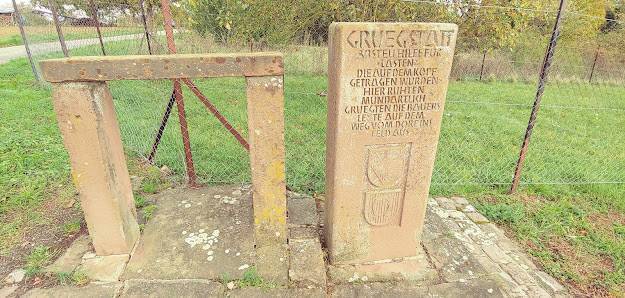 GRUEGSTATT
ABSTELLHILFE FÜR
LASTEN
DIE AUF DEM KOPF
GETRAGEN WURDEN
HIER RUHLEN
MUNDARTLICH
GRUEGTEN DIE BAUERS
LEUTE AUF DEM
WEG VOM DORF INS
FELD AUS